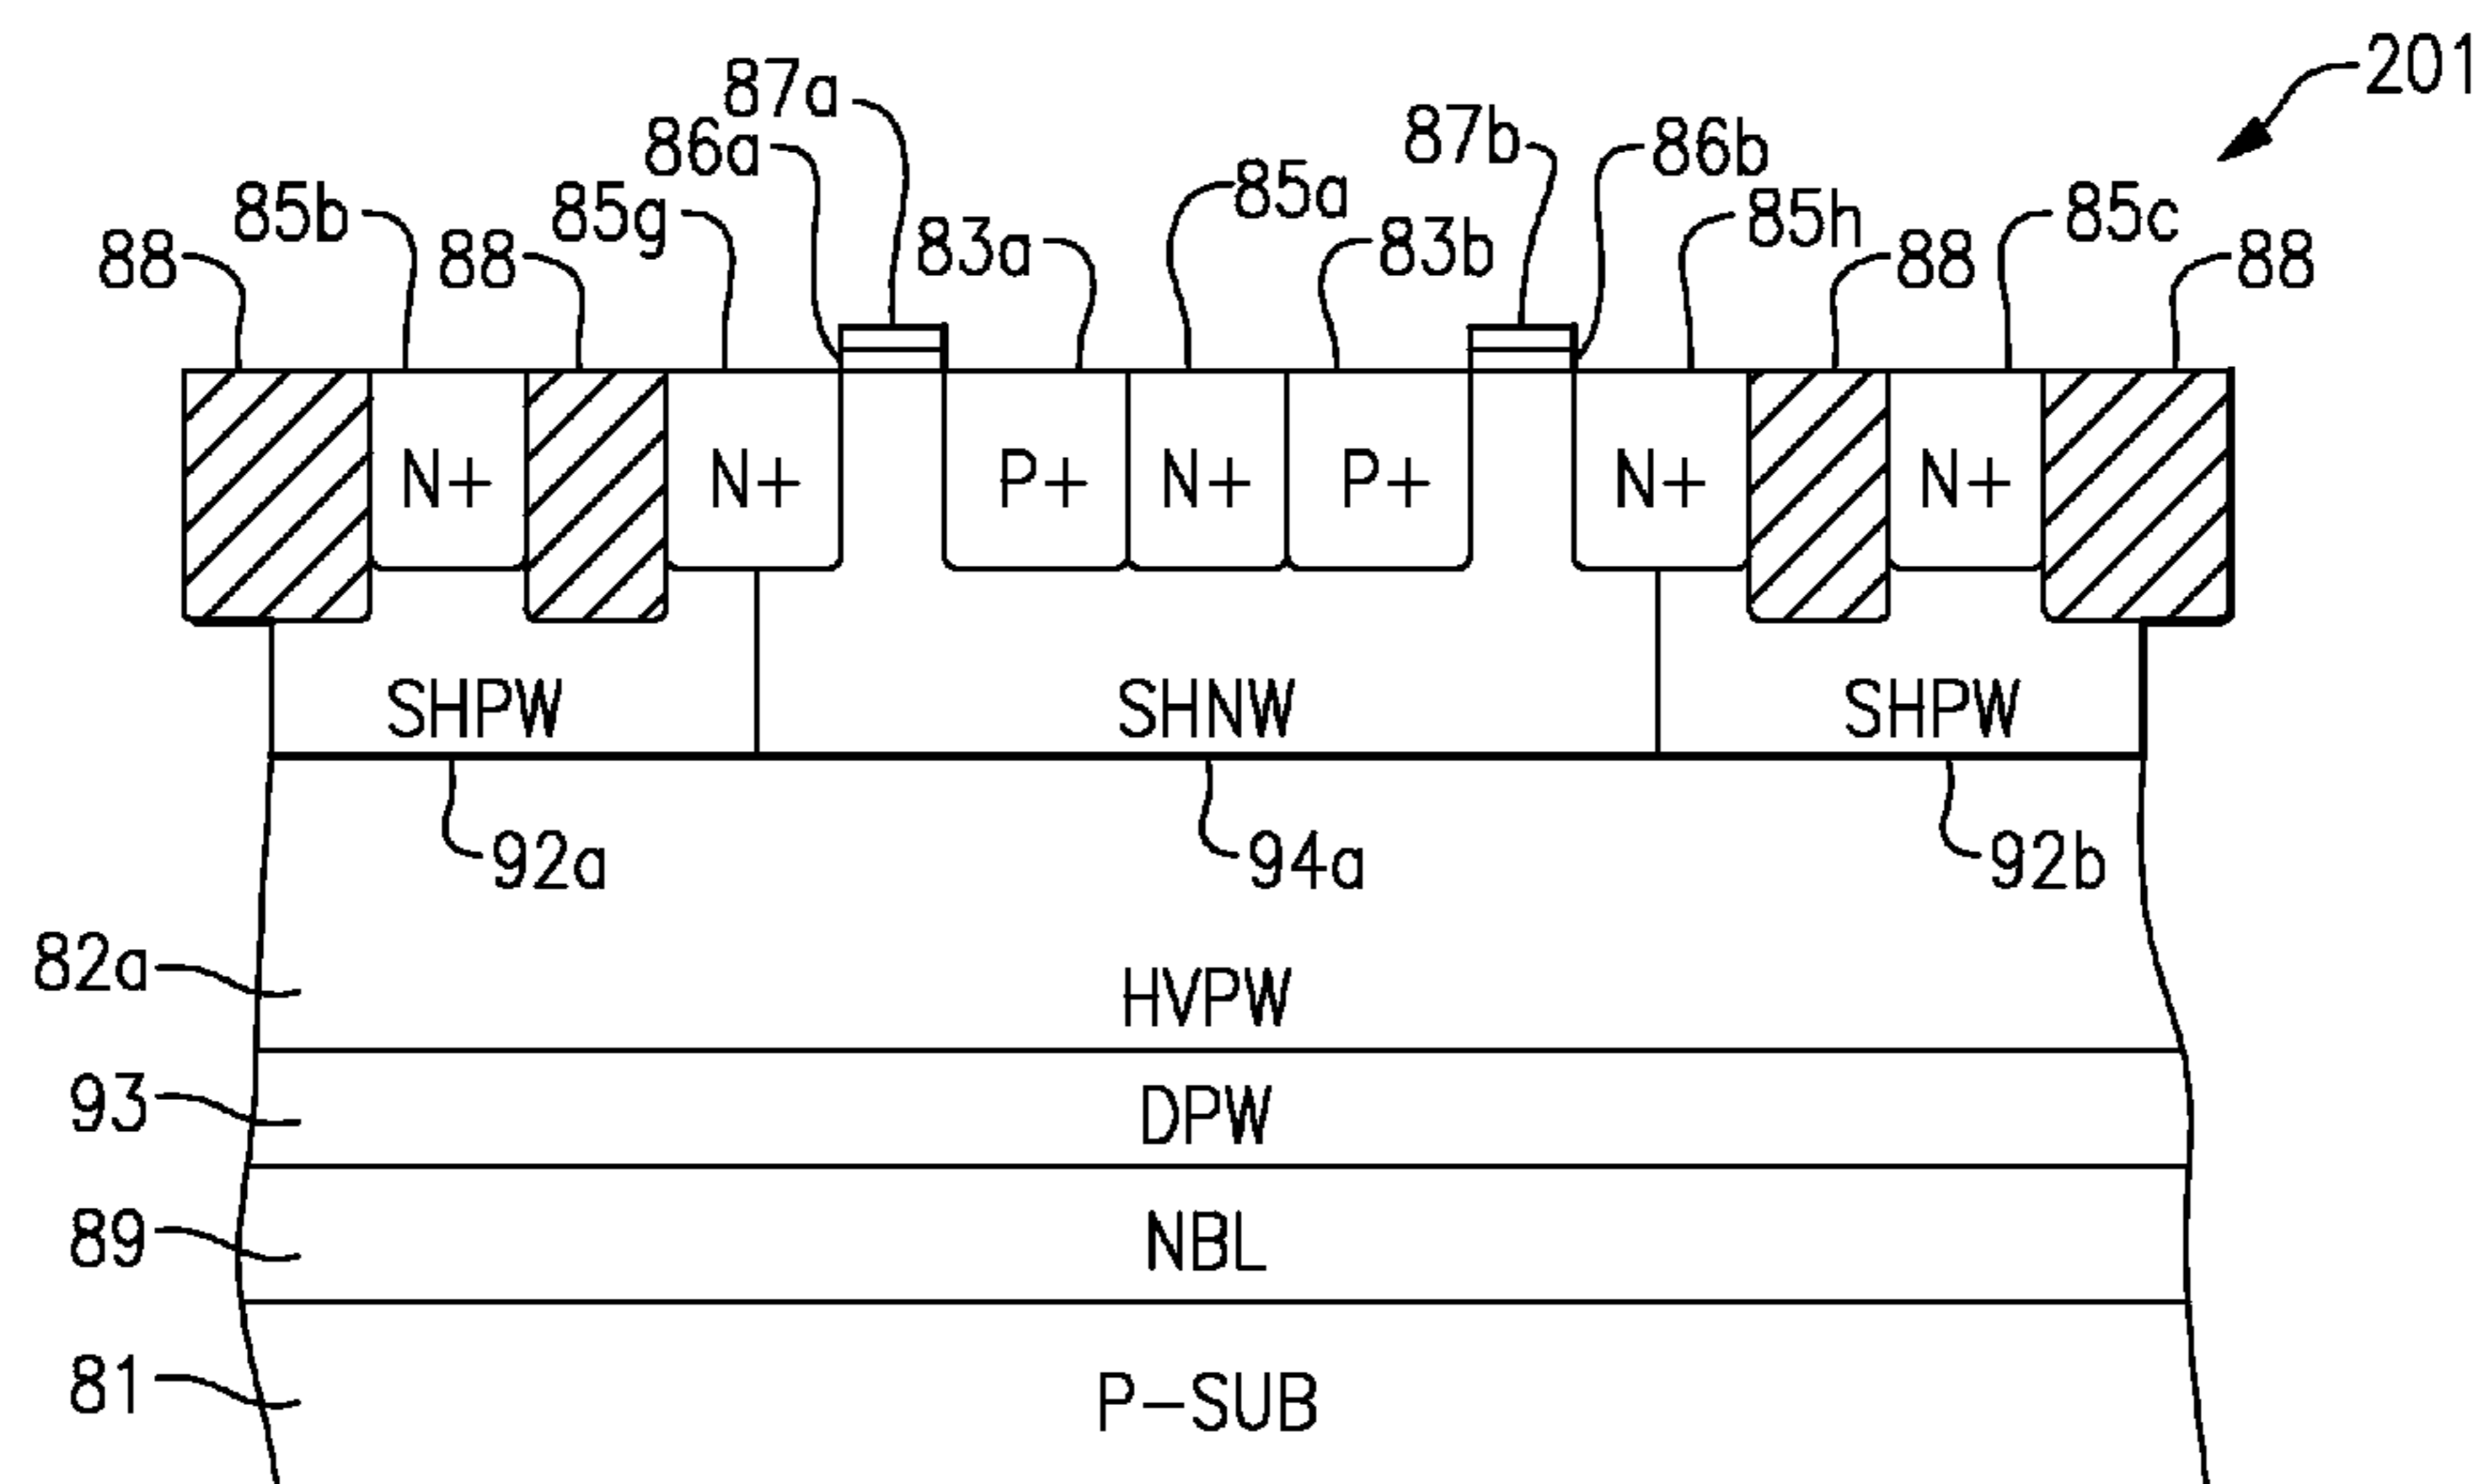 201
87a
87b
86a
86b
85a
85b
85g
85h
85c
83a
83b
88
88
88
88
N+
N+
P+
N+
P+
N+
N+
SHPW
SHNW
SHPW
92a
94a
92b
82a
HVPW
93
DPW
89
NBL
81
P-SUB